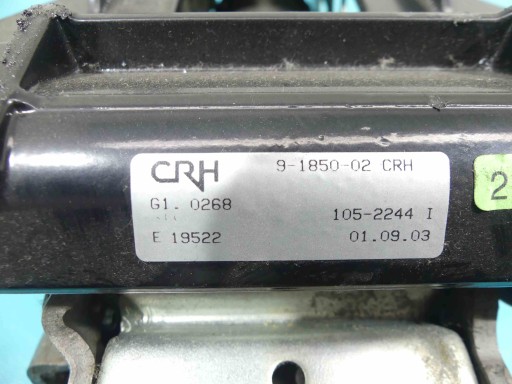 CRH 9-1850-02 CRH
G1. 0268
105-2244 I
E 19522 01.09.03
2